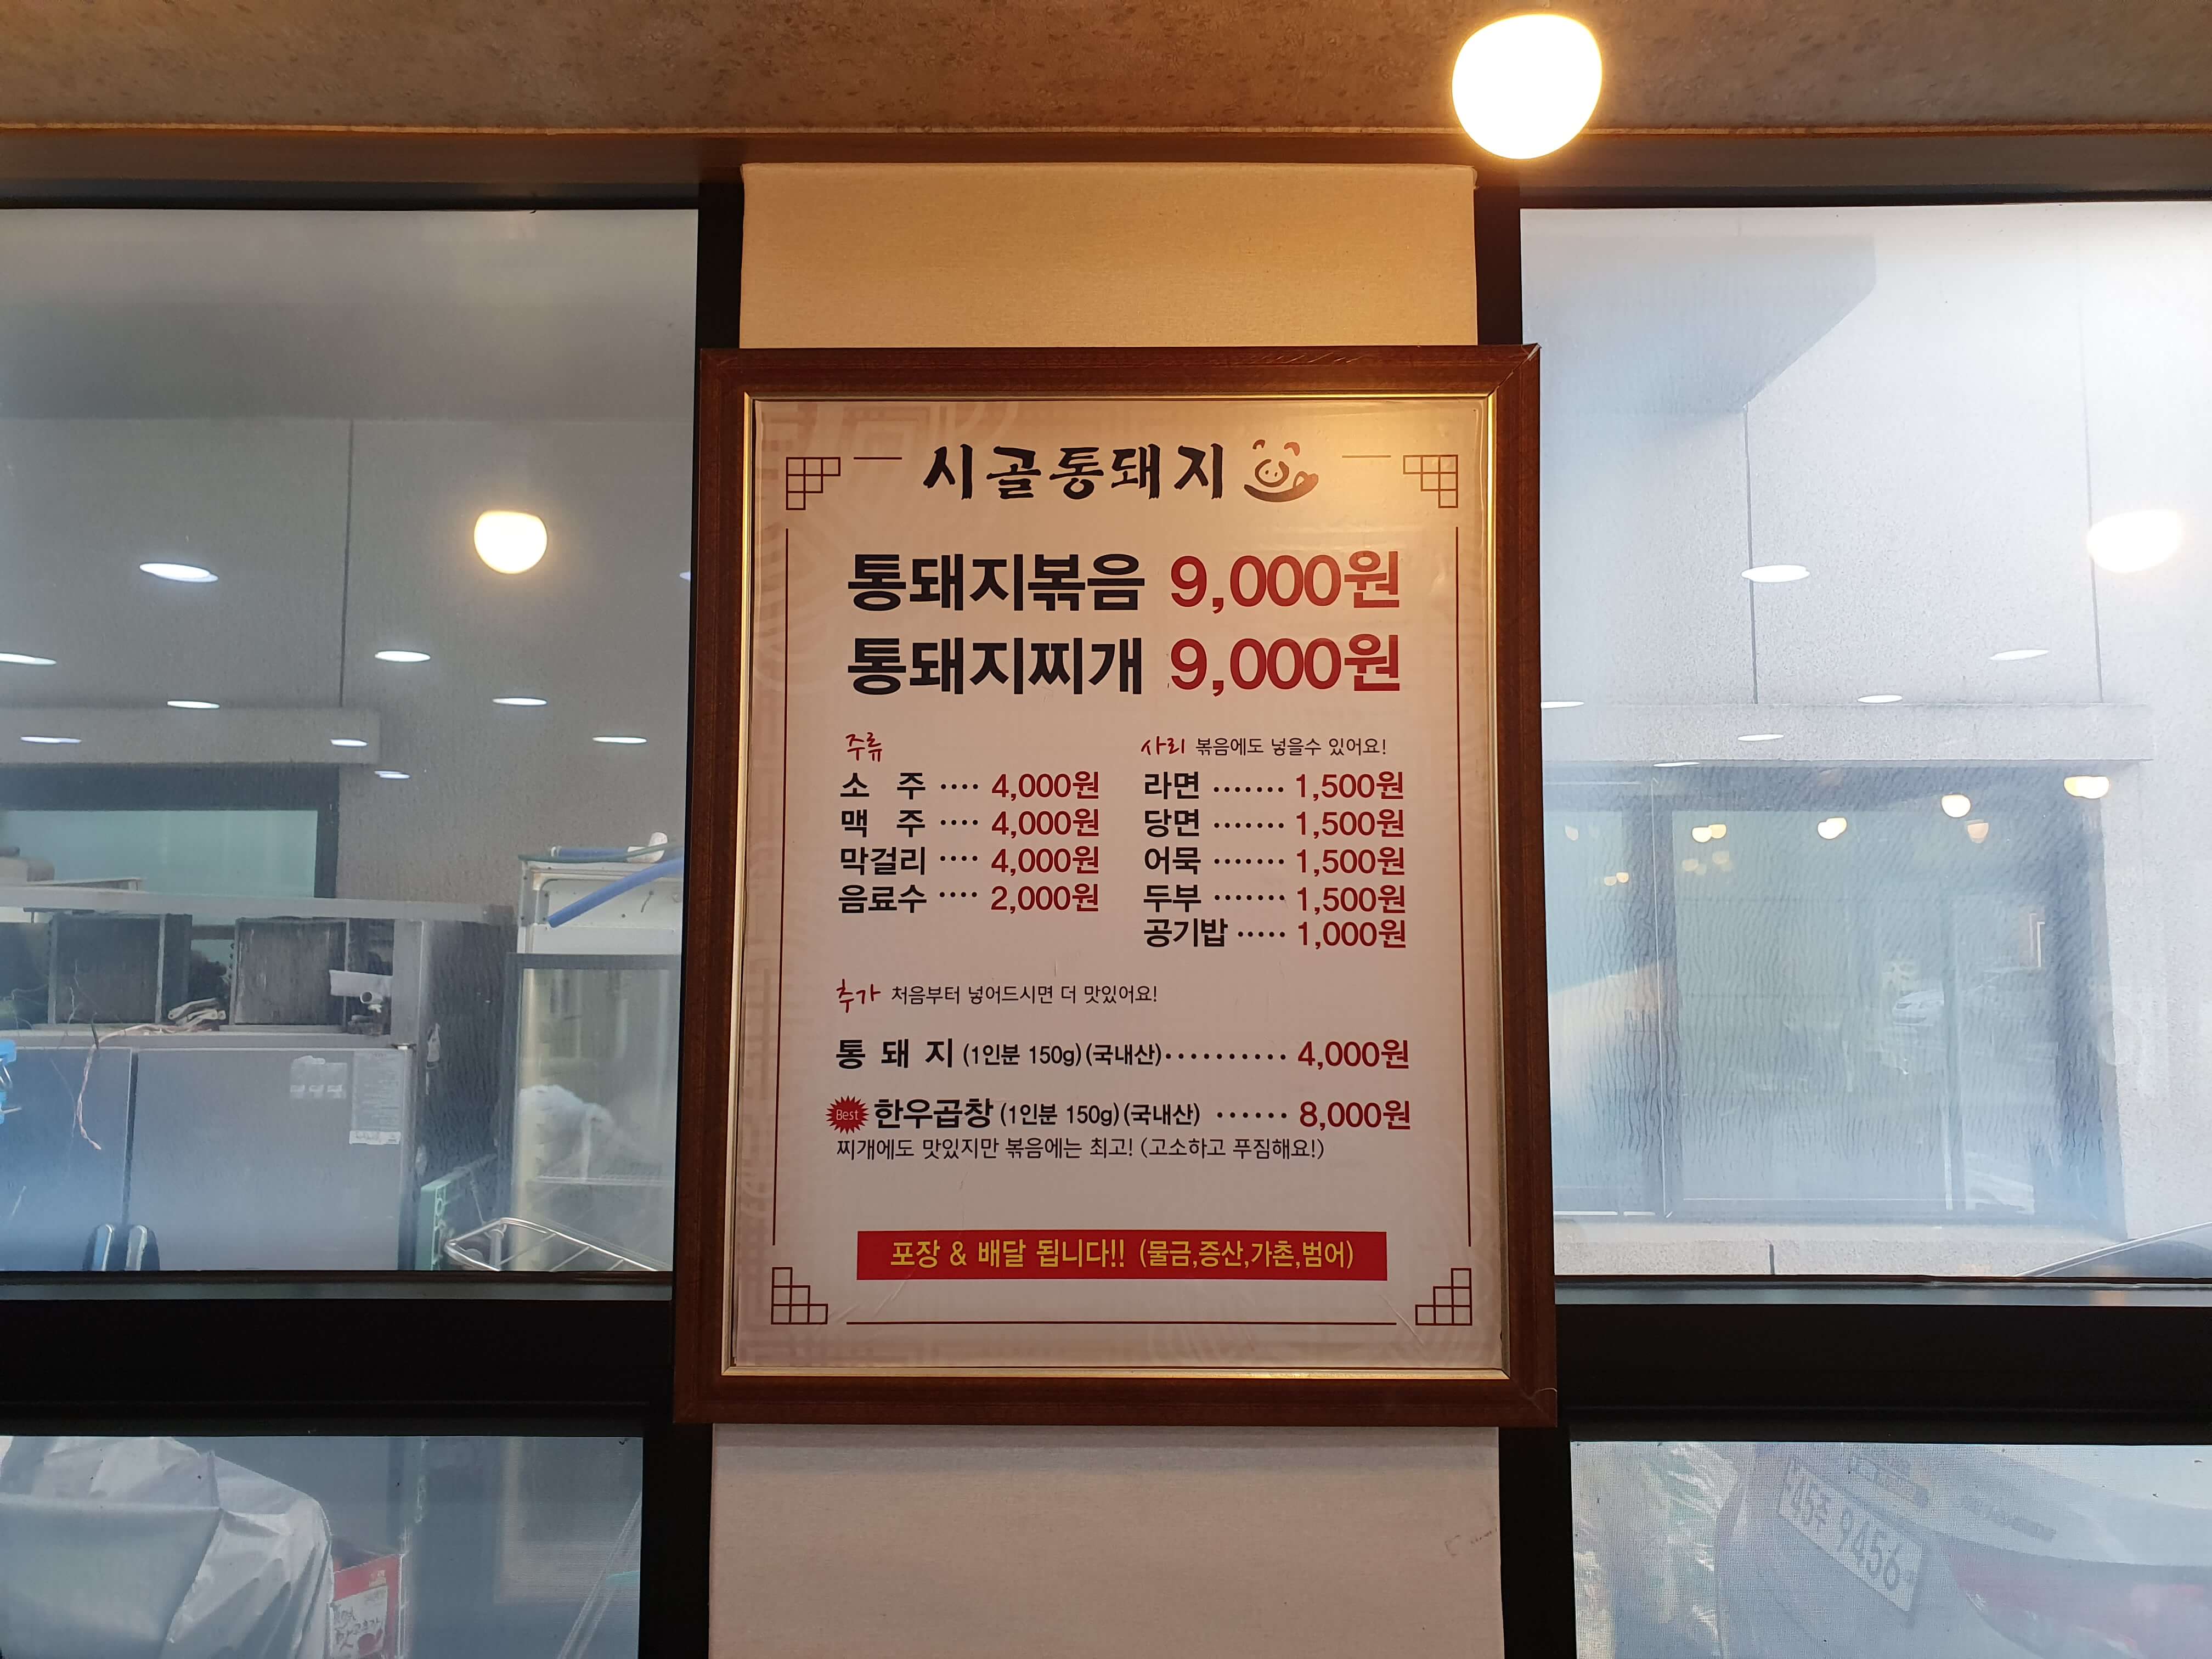 시골통돼지
통돼지볶음 9,000원
통돼지찌개 9,000원
주류
소 주 ···· 4,000원
맥 주 ···· 4,000원
막걸리 ···· 4,000원
음료수 ···· 2,000원
사리 볶음에도 넣을수 있어요!
라면 ······· 1,500원
당면 ······· 1,500원
어묵 ······· 1,500원
두부 ······· 1,500원
공기밥 ····· 1,000원
추가 처음부터 넣어드시면 더 맛있어요!
통 돼 지 (1인분 150g)(국내산)·········· 4,000원
Best 한우곱창 (1인분 150g)(국내산) ······ 8,000원
찌개에도 맛있지만 볶음에는 최고! (고소하고 푸짐해요!)
포장 & 배달 됩니다!! (물금,증산,가촌,범어)
45주 9456